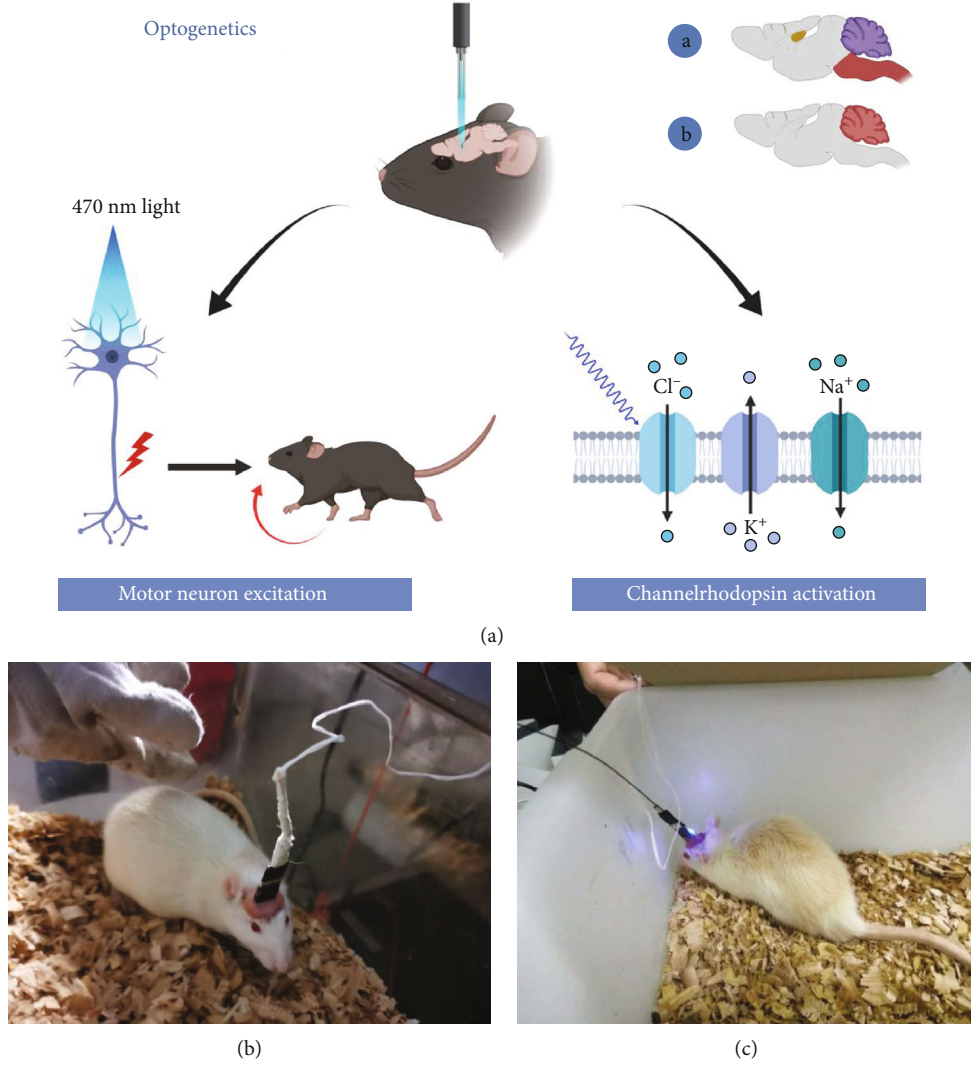 Optogenetics
a
b
470 nm light
Cl⁻
Na⁺
K⁺
Motor neuron excitation
Channelrhodopsin activation
(a)
(b)
(c)